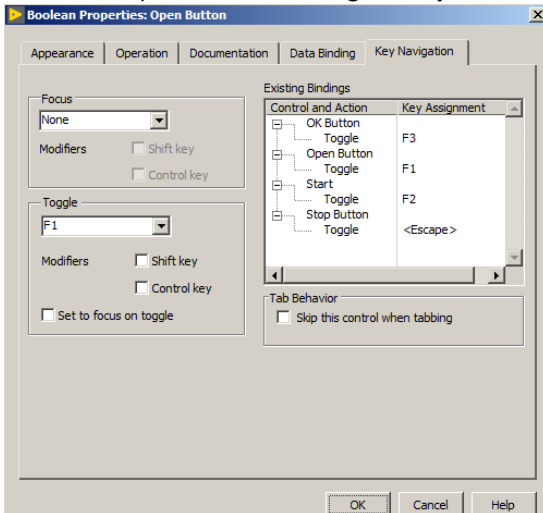 Boolean Properties: Open Button
Appearance Operation Documentation Data Binding Key Navigation
Focus
None
Modifiers
Shift key
Control key
Toggle
F1
Modifiers
Shift key
Control key
Set to focus on toggle
Existing Bindings
Control and Action Key Assignment
OK Button
Toggle F3
Open Button
Toggle F1
Start
Toggle F2
Stop Button
Toggle <Escape>
Tab Behavior
Skip this control when tabbing
OK Cancel Help